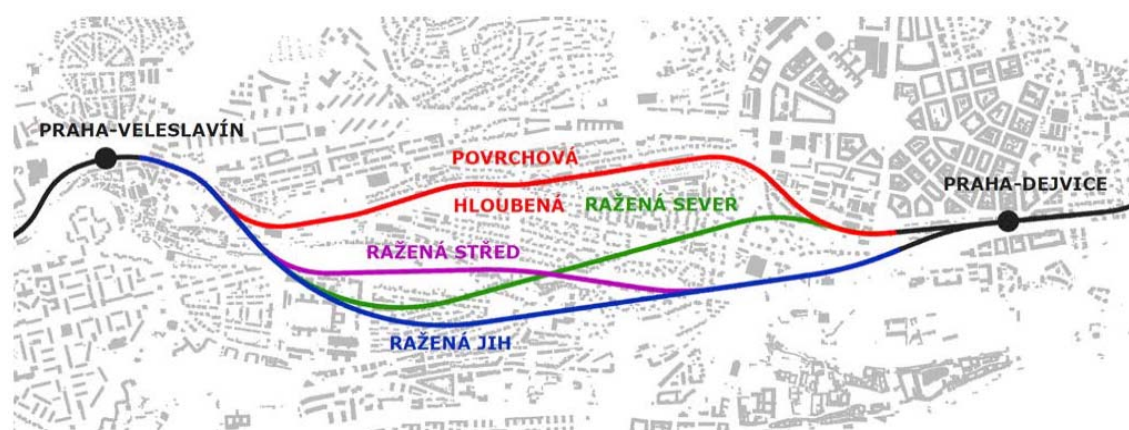 PRAHA-VELESLAVÍN
POVRCHOVÁ
HLOUBENÁ
RAŽENÁ SEVER
PRAHA-DEJVICE
RAŽENÁ STŘED
RAŽENÁ JIH